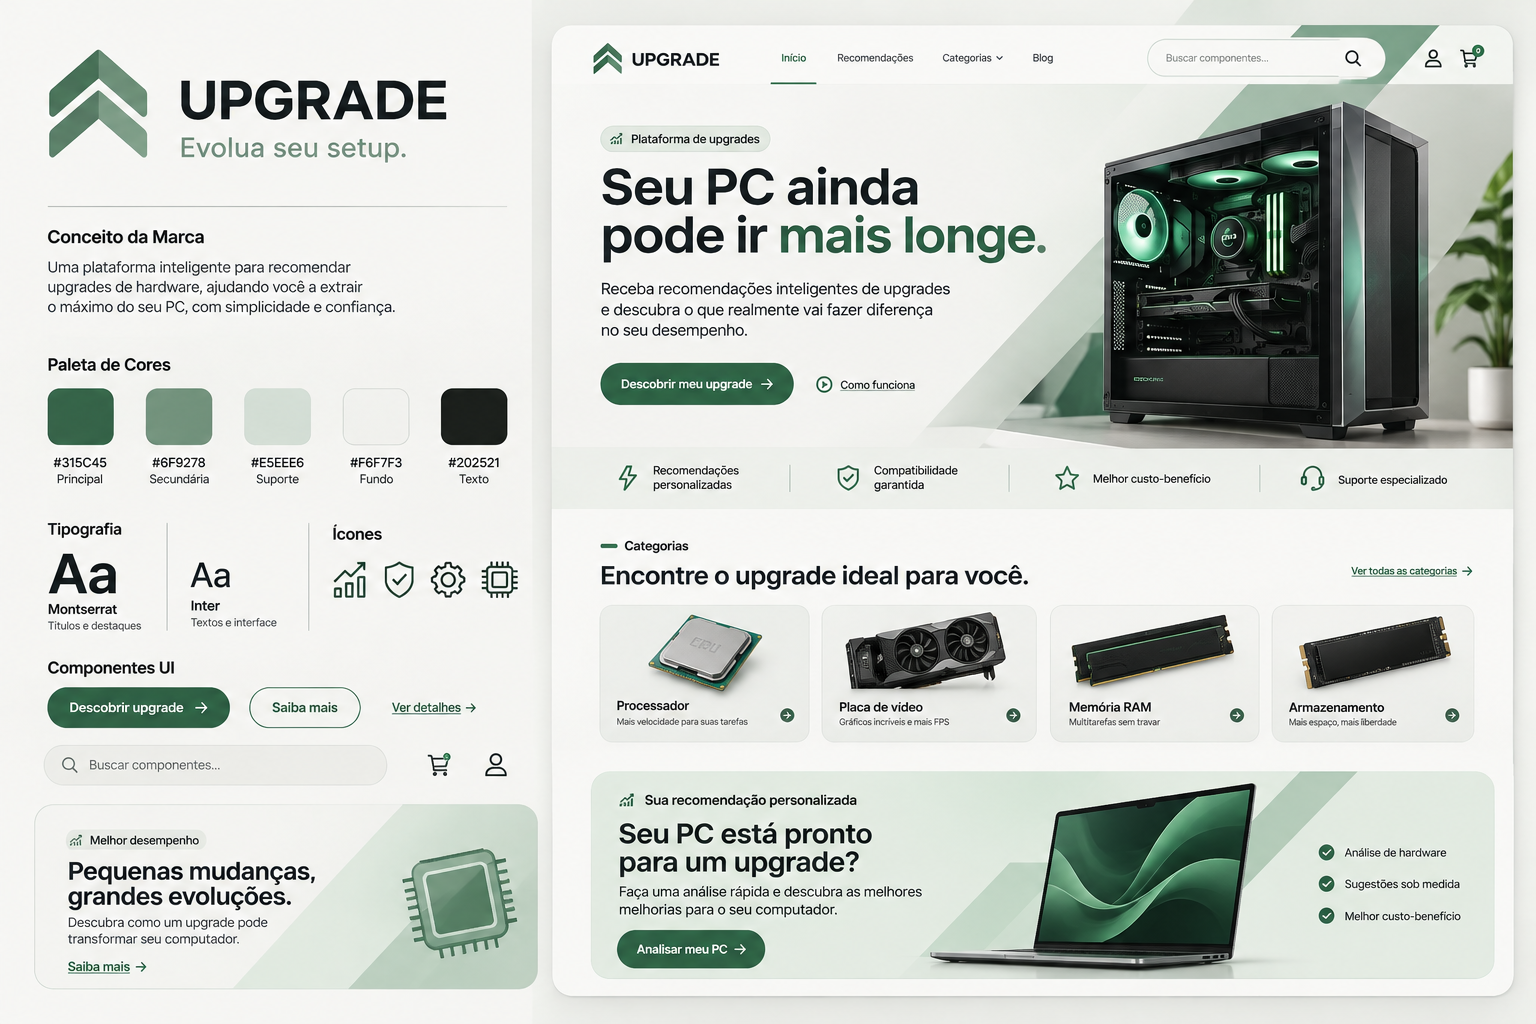 UPGRADE
Evolua seu setup.
Conceito da Marca
Uma plataforma inteligente para recomendar
upgrades de hardware, ajudando você a extrair
o máximo do seu PC, com simplicidade e confiança.
Paleta de Cores
#315C45
Principal
#6F9278
Secundária
#E5EEE6
Suporte
#F6F7F3
Fundo
#202521
Texto
Tipografia
Aa
Montserrat
Títulos e destaques
Aa
Inter
Textos e interface
Ícones
Componentes UI
Descobrir upgrade
Saiba mais
Ver detalhes
Buscar componentes...
Melhor desempenho
Pequenas mudanças,
grandes evoluções.
Descubra como um upgrade pode
transformar seu computador.
Saiba mais
UPGRADE
Início
Recomendações
Categorias
Blog
Buscar componentes...
0
Plataforma de upgrades
Seu PC ainda
pode ir mais longe.
Receba recomendações inteligentes de upgrades
e descubra o que realmente vai fazer diferença
no seu desempenho.
Descobrir meu upgrade
Como funciona
Recomendações
personalizadas
Compatibilidade
garantida
Melhor custo-benefício
Suporte especializado
Categorias
Encontre o upgrade ideal para você.
Ver todas as categorias
CPU
Processador
Mais velocidade para suas tarefas
Placa de vídeo
Gráficos incríveis e mais FPS
Memória RAM
Multitarefas sem travar
Armazenamento
Mais espaço, mais liberdade
Sua recomendação personalizada
Seu PC está pronto
para um upgrade?
Faça uma análise rápida e descubra as melhores
melhorias para o seu computador.
Analisar meu PC
Análise de hardware
Sugestões sob medida
Melhor custo-benefício